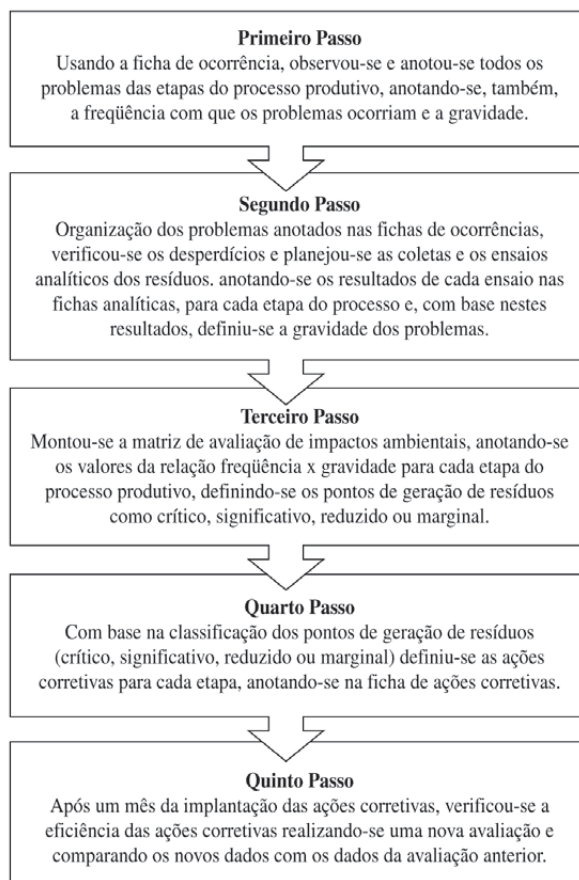 Primeiro Passo
Usando a ficha de ocorrência, observou-se e anotou-se todos os
problemas das etapas do processo produtivo, anotando-se, também,
a freqüência com que os problemas ocorriam e a gravidade.
Segundo Passo
Organização dos problemas anotados nas fichas de ocorrências,
verificou-se os desperdícios e planejou-se as coletas e os ensaios
analíticos dos resíduos. anotando-se os resultados de cada ensaio nas
fichas analíticas, para cada etapa do processo e, com base nestes
resultados, definiu-se a gravidade dos problemas.
Terceiro Passo
Montou-se a matriz de avaliação de impactos ambientais, anotando-se
os valores da relação freqüência x gravidade para cada etapa do
processo produtivo, definindo-se os pontos de geração de resíduos
como crítico, significativo, reduzido ou marginal.
Quarto Passo
Com base na classificação dos pontos de geração de resíduos
(crítico, significativo, reduzido ou marginal) definiu-se as ações
corretivas para cada etapa, anotando-se na ficha de ações corretivas.
Quinto Passo
Após um mês da implantação das ações corretivas, verificou-se a
eficiência das ações corretivas realizando-se uma nova avaliação e
comparando os novos dados com os dados da avaliação anterior.